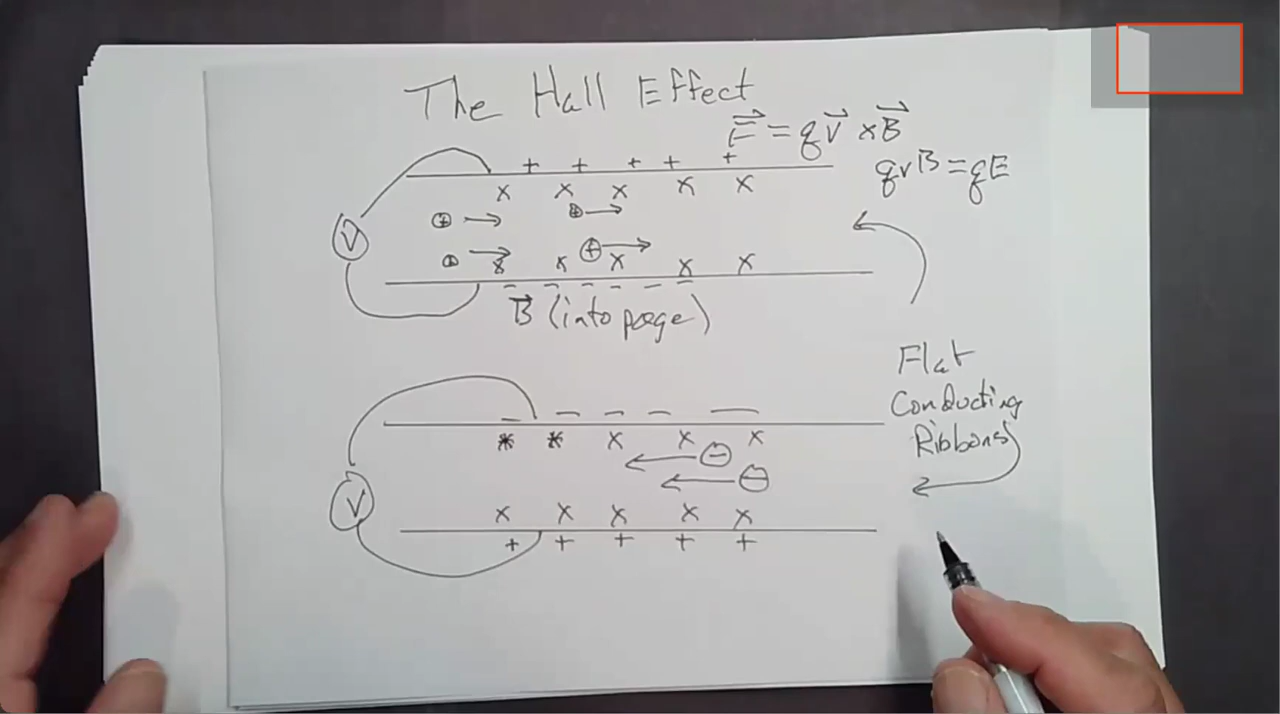 The Hall Effect
F = qv × B
+ + + + +
qvB = qE
x x x x x
+ → + →
V
+ → + →
x x x x x
- - - - - -
B (into page)
Flat
Conducting
Ribbons
- - - - -
x x x x x
← -
← -
V
x x x x x
+ + + + +